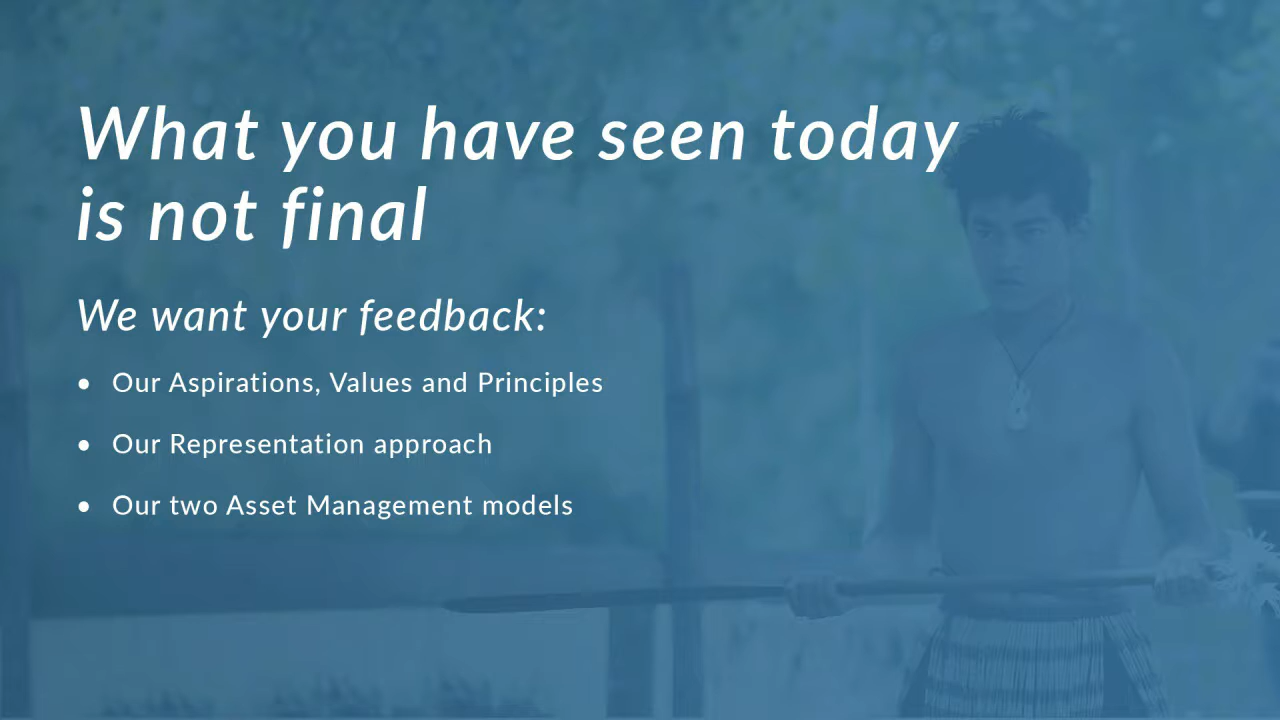 What you have seen today
is not final
We want your feedback:
• Our Aspirations, Values and Principles
• Our Representation approach
• Our two Asset Management models